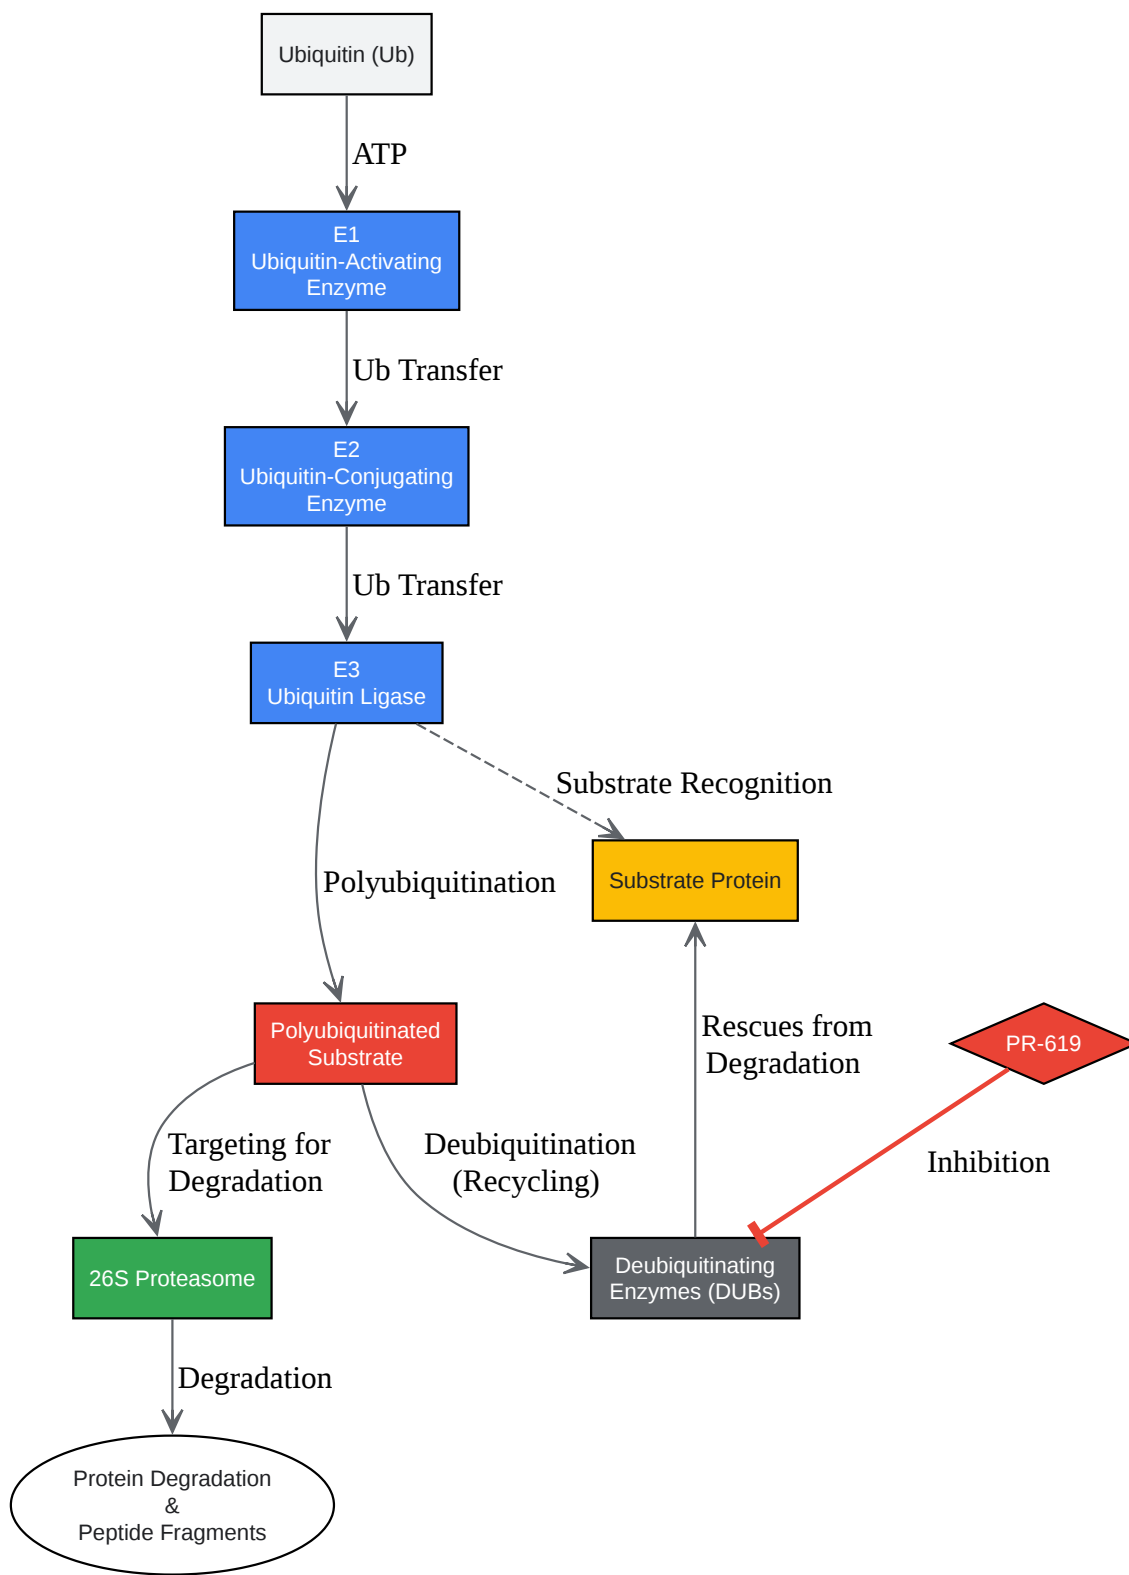 Ubiquitin (Ub)
ATP
E1
Ubiquitin-Activating
Enzyme
Ub Transfer
E2
Ubiquitin-Conjugating
Enzyme
Ub Transfer
E3
Ubiquitin Ligase
Substrate Recognition
Polyubiquitination
Substrate Protein
Polyubiquitinated
Substrate
Rescues from
Degradation
PR-619
Targeting for
Degradation
Deubiquitination
(Recycling)
Inhibition
26S Proteasome
Deubiquitinating
Enzymes (DUBs)
Degradation
Protein Degradation
&
Peptide Fragments